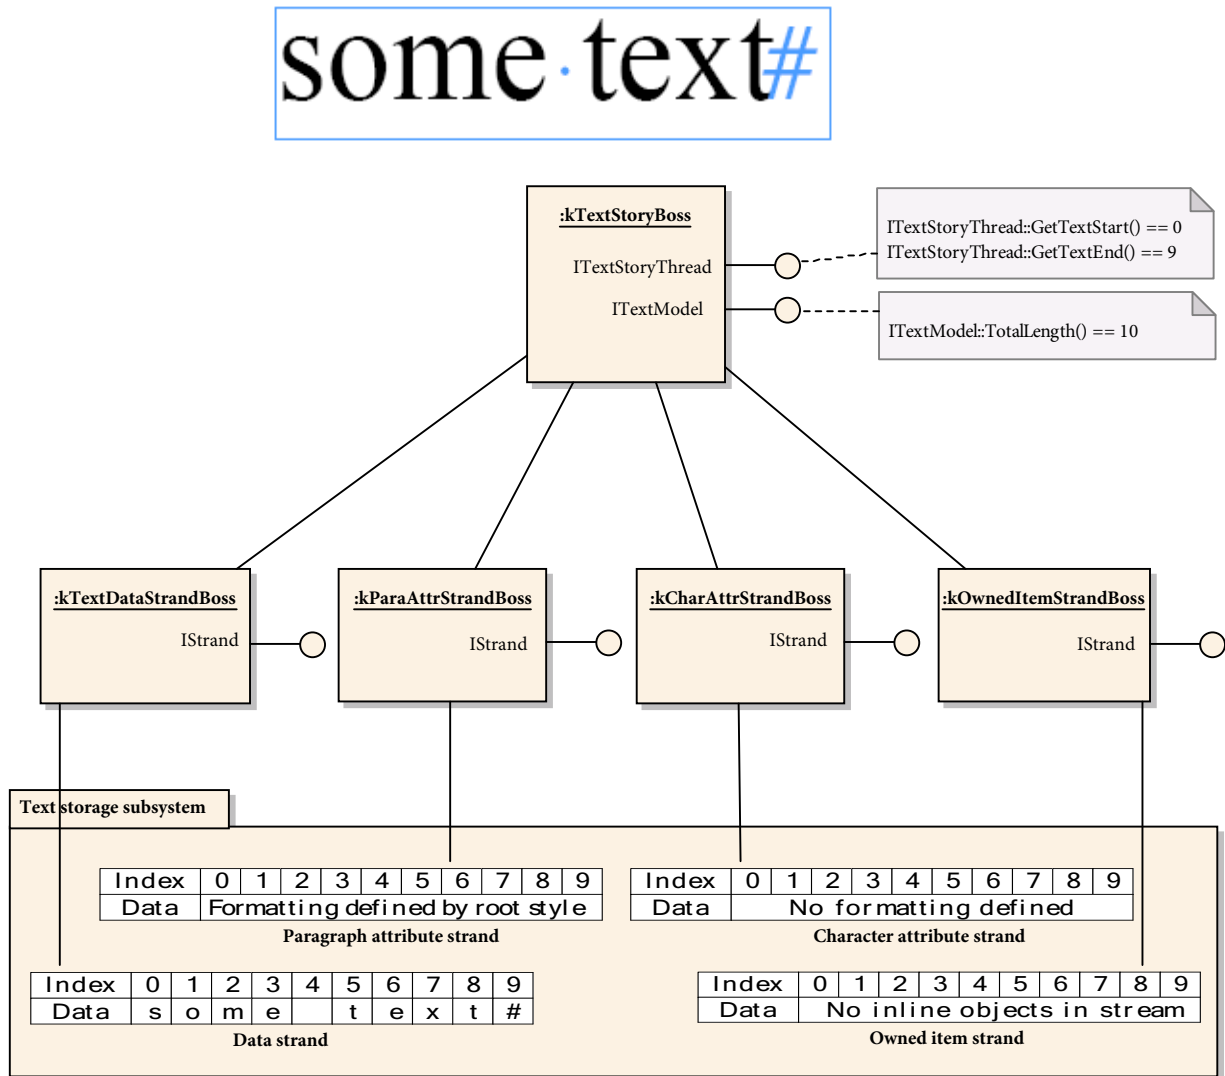 some·text#
:kTextStoryBoss
ITextStoryThread
ITextModel
ITextStoryThread::GetTextStart() == 0
ITextStoryThread::GetTextEnd() == 9
ITextModel::TotalLength() == 10
:kTextDataStrandBoss
IStrand
:kParaAttrStrandBoss
IStrand
:kCharAttrStrandBoss
IStrand
:kOwnedItemStrandBoss
IStrand
Text storage subsystem
Index 0 1 2 3 4 5 6 7 8 9
Data Formatting defined by root style
Paragraph attribute strand
Index 0 1 2 3 4 5 6 7 8 9
Data No formatting defined
Character attribute strand
Index 0 1 2 3 4 5 6 7 8 9
Data s o m e t e x t #
Data strand
Index 0 1 2 3 4 5 6 7 8 9
Data No inline objects in stream
Owned item strand